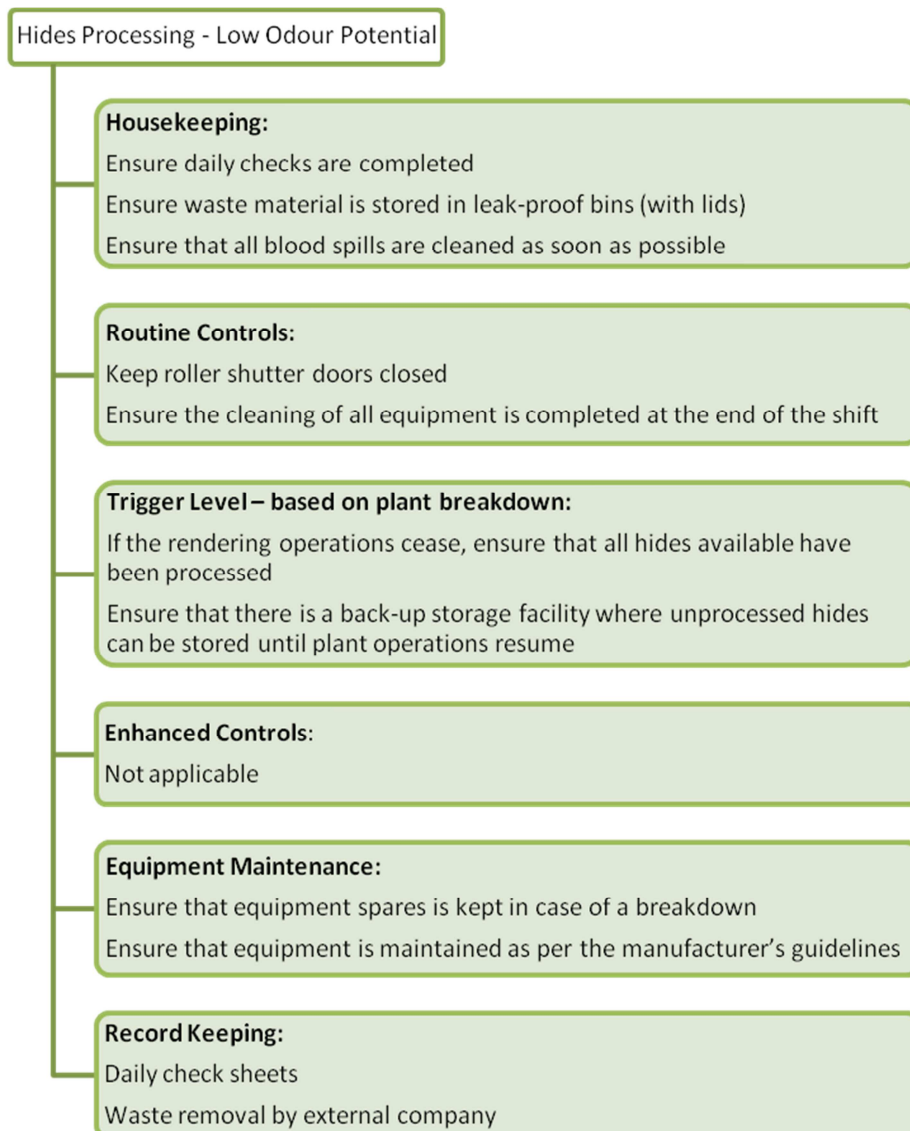 Hides Processing - Low Odour Potential
Housekeeping:
Ensure daily checks are completed
Ensure waste material is stored in leak-proof bins (with lids)
Ensure that all blood spills are cleaned as soon as possible
Routine Controls:
Keep roller shutter doors closed
Ensure the cleaning of all equipment is completed at the end of the shift
Trigger Level – based on plant breakdown:
If the rendering operations cease, ensure that all hides available have
been processed
Ensure that there is a back-up storage facility where unprocessed hides
can be stored until plant operations resume
Enhanced Controls:
Not applicable
Equipment Maintenance:
Ensure that equipment spares is kept in case of a breakdown
Ensure that equipment is maintained as per the manufacturer’s guidelines
Record Keeping:
Daily check sheets
Waste removal by external company